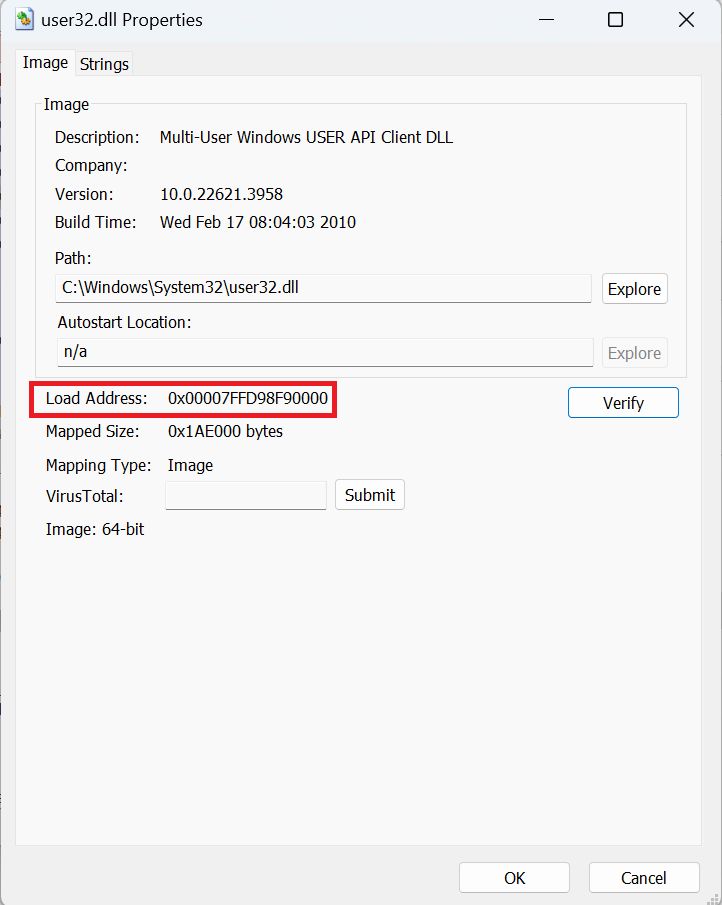 user32.dll Properties
Image Strings
Image
Description: Multi-User Windows USER API Client DLL
Company:
Version: 10.0.22621.3958
Build Time: Wed Feb 17 08:04:03 2010
Path:
C:\Windows\System32\user32.dll Explore
Autostart Location:
n/a Explore
Load Address: 0x00007FFD98F90000
Verify
Mapped Size: 0x1AE000 bytes
Mapping Type: Image
VirusTotal: Submit
Image: 64-bit
OK Cancel